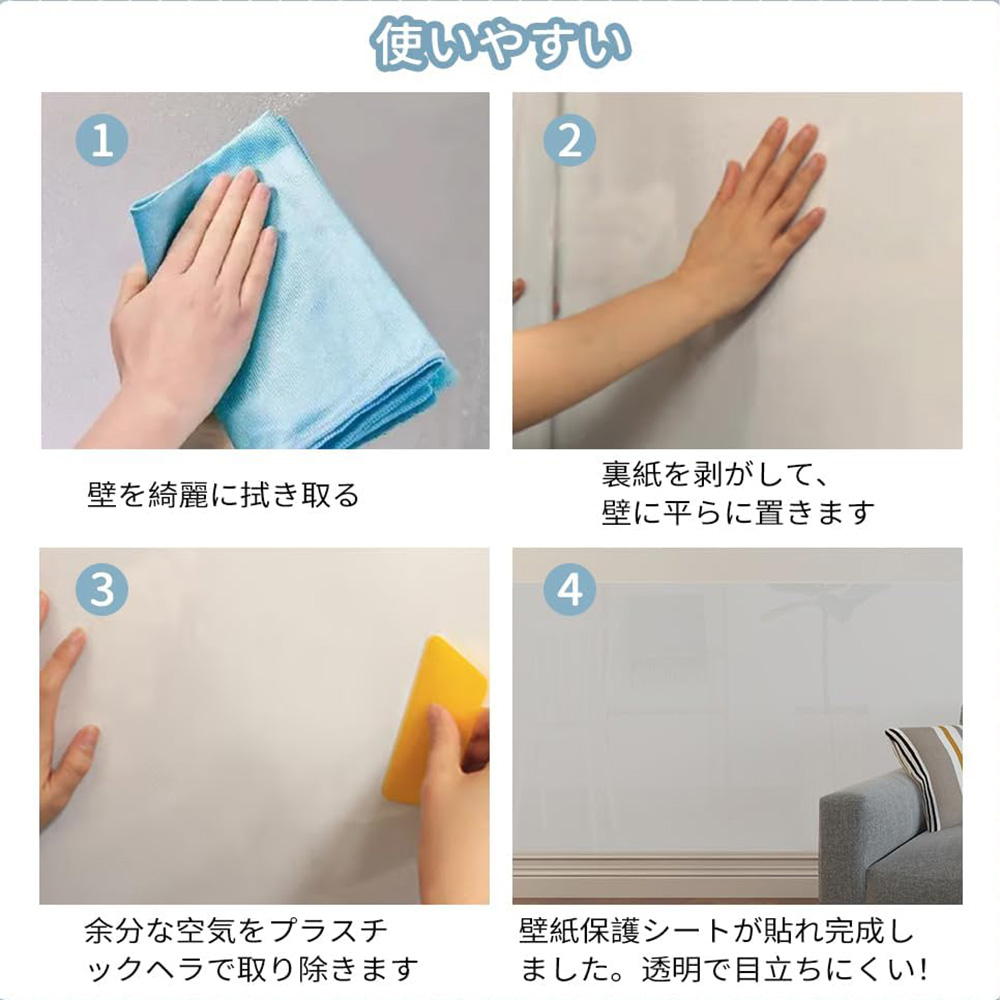 使いやすい
1
2
壁を綺麗に拭き取る
裏紙を剥がして、
壁に平らに置きます
3
4
余分な空気をプラスチ
ックヘラで取り除きます
壁紙保護シートが貼れ完成し
ました。透明で目立ちにくい!